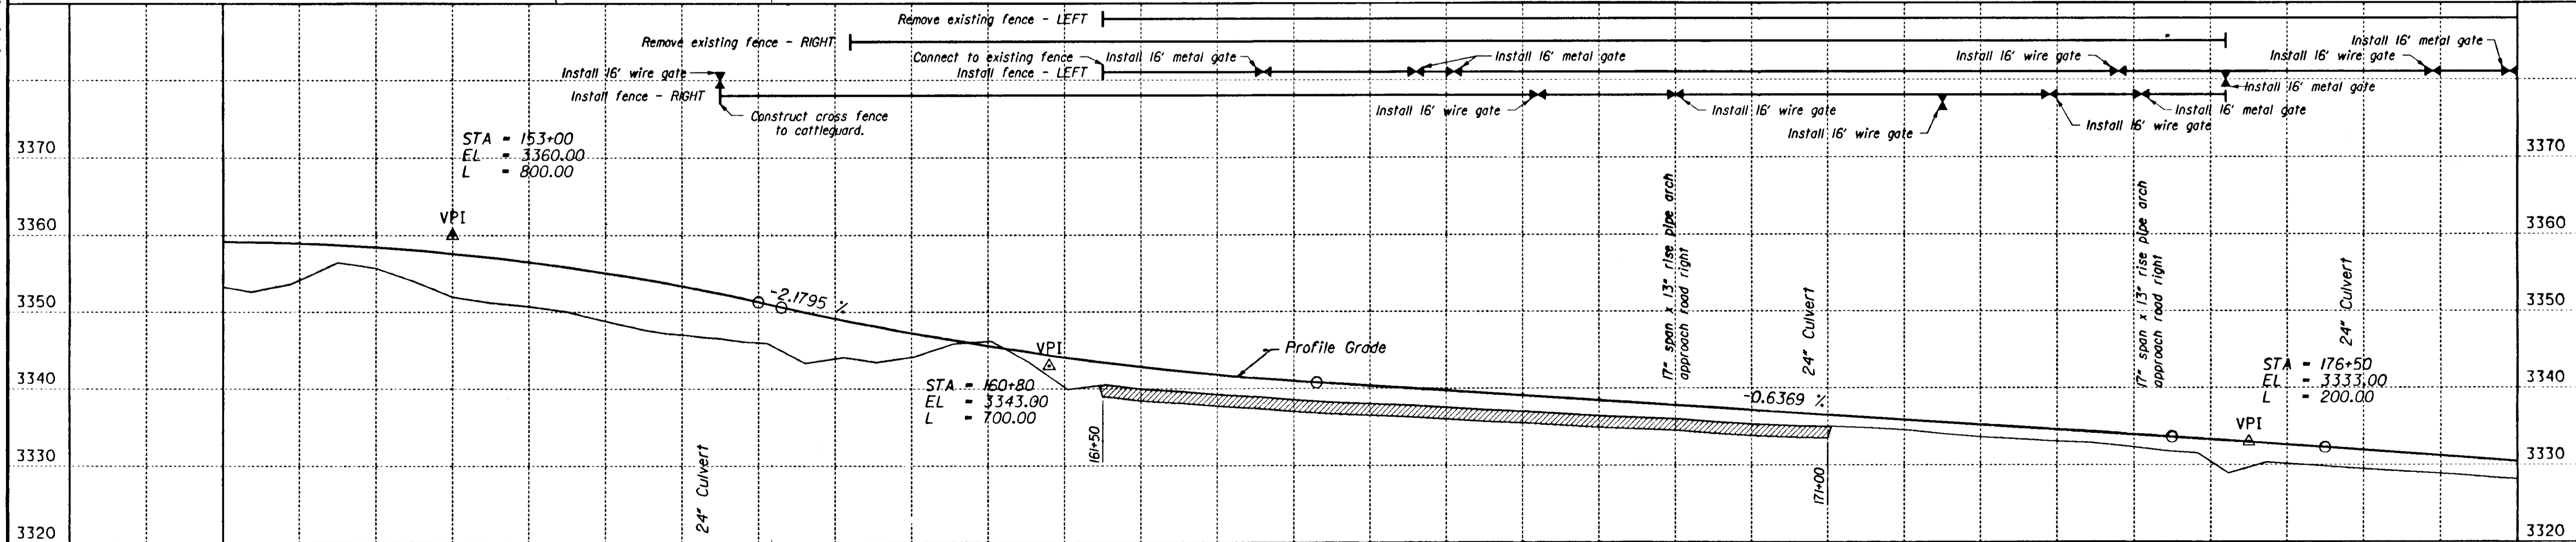 Remove existing fence - LEFT
Remove existing fence - RIGHT
Install 16' metal gate
Connect to existing fence
Install 16' metal gate
Install 16' metal gate
Install 16' wire gate
Install 16' wire gate
Install 16' wire gate
Install fence - LEFT
Install 16' metal gate
Install fence - RIGHT
Install 16' wire gate
Install 16' wire gate
Install 16' metal gate
Construct cross fence
to cattleguard.
Install 16' wire gate
Install 16' wire gate
STA = 153+00
EL = 3360.00
L = 800.00
3370
3370
17" span x 13" rise pipe arch
approach road right
17" span x 13" rise pipe arch
approach road right
VPI
3360
3360
24" Culvert
24" Culvert
-2.1795 %
3350
3350
VPI
Profile Grade
STA = 160+80
EL = 3343.00
L = 700.00
STA = 176+50
EL = 3333.00
L = 200.00
3340
3340
-0.6369 %
VPI
161+50
171+00
3330
3330
24" Culvert
3320
3320